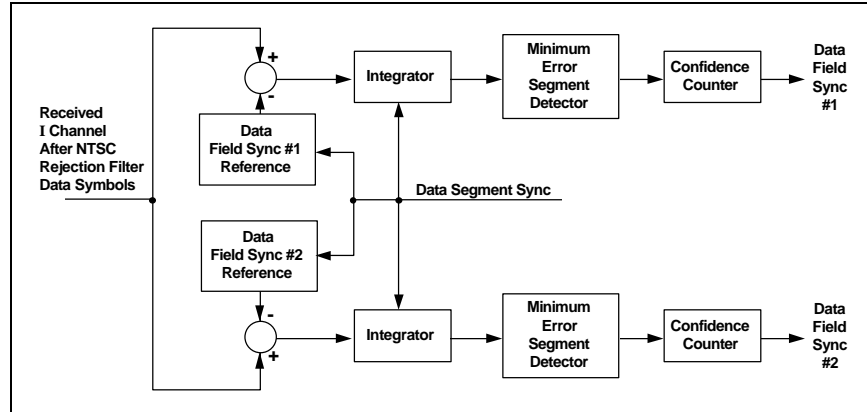 +
-
Integrator
Minimum
Error
Segment
Detector
Confidence
Counter
Data
Field
Sync
#1
Received
I Channel
After NTSC
Rejection Filter
Data Symbols
Data
Field Sync #1
Reference
Data Segment Sync
Data
Field Sync #2
Reference
-
+
Integrator
Minimum
Error
Segment
Detector
Confidence
Counter
Data
Field
Sync
#2